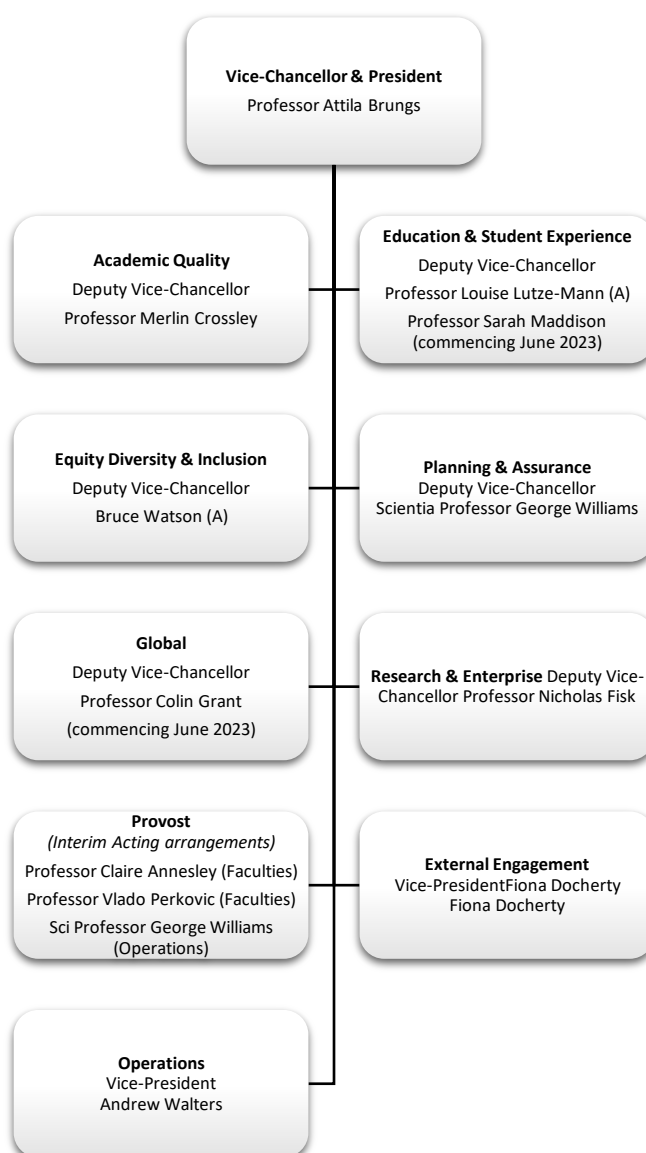 Vice-Chancellor & President
Professor Attila Brungs
Academic Quality
Deputy Vice-Chancellor
Professor Merlin Crossley
Education & Student Experience
Deputy Vice-Chancellor
Professor Louise Lutze-Mann (A)
Professor Sarah Maddison
(commencing June 2023)
Equity Diversity & Inclusion
Deputy Vice-Chancellor
Bruce Watson (A)
Planning & Assurance
Deputy Vice-Chancellor
Scientia Professor George Williams
Global
Deputy Vice-Chancellor
Professor Colin Grant
(commencing June 2023)
Research & Enterprise Deputy Vice-
Chancellor Professor Nicholas Fisk
Provost
(Interim Acting arrangements)
Professor Claire Annesley (Faculties)
Professor Vlado Perkovic (Faculties)
Sci Professor George Williams
(Operations)
External Engagement
Vice-PresidentFiona Docherty
Fiona Docherty
Operations
Vice-President
Andrew Walters